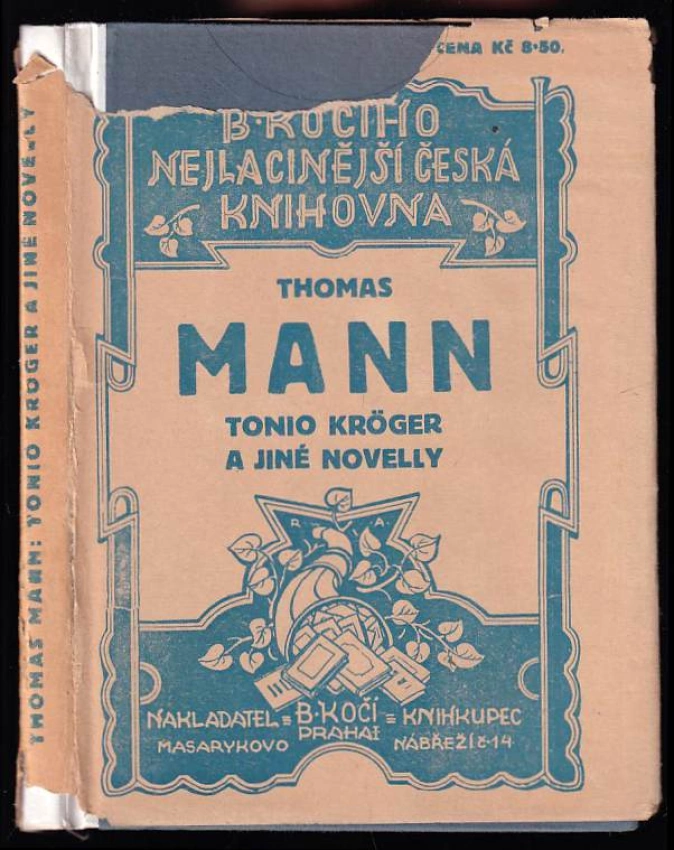 CENA Kč 8·50.
B·KOČÍHO
NEJLACINĚJŠÍ ČESKÁ
KNIHOVNA
THOMAS
MANN
TONIO KRÖGER
A JINÉ NOVELLY
R A
NAKLADATEL = B·KOČÍ = KNIHKUPEC
MASARYKOVO PRAHA I NÁBŘEŽÍ č·14
THOMAS MANN: TONIO KRÖGER A JINÉ NOVELLY